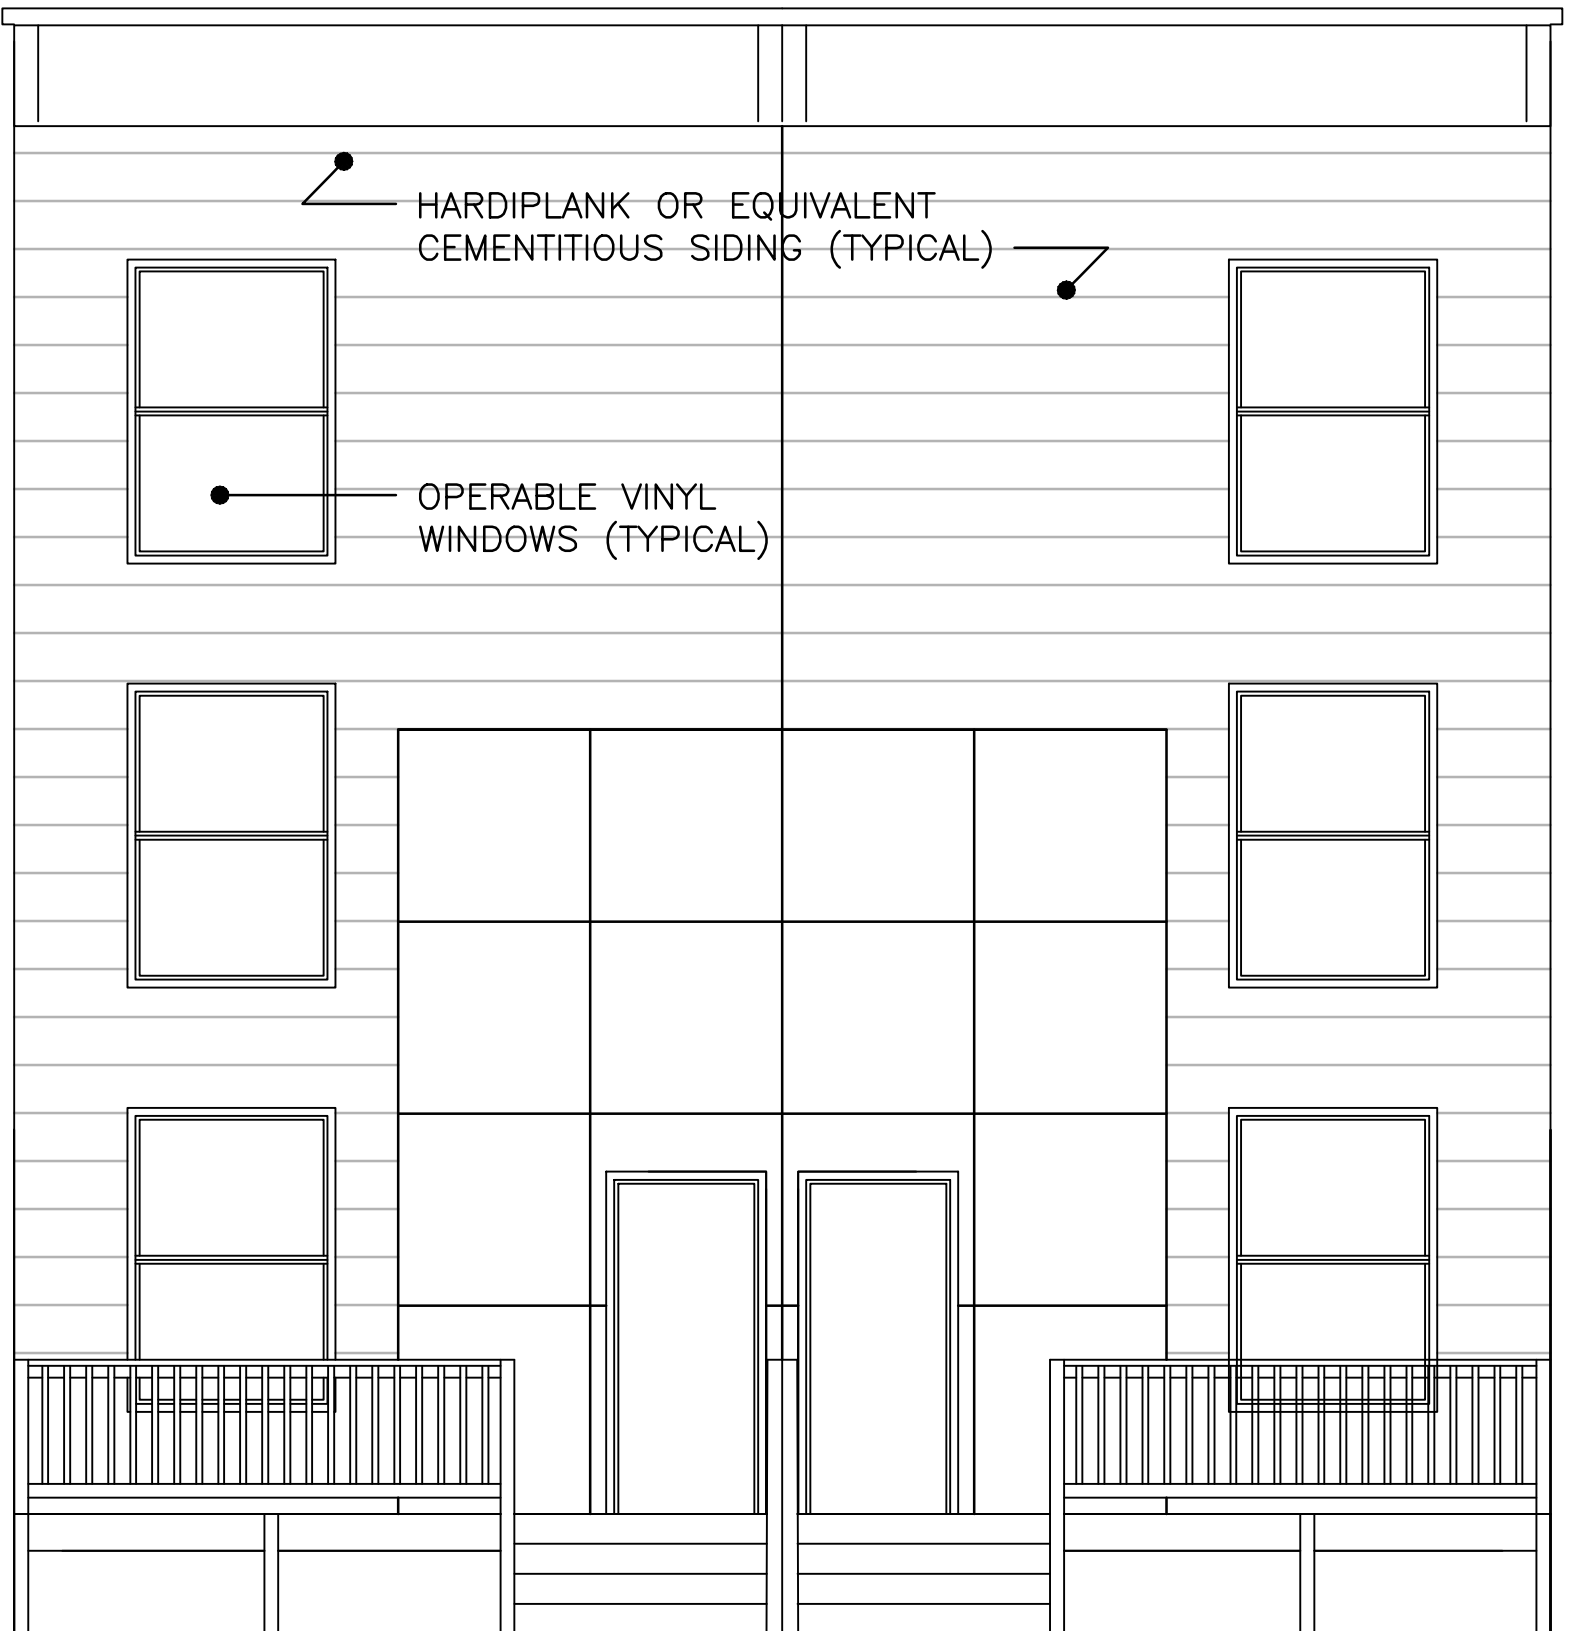 HARDIPLANK OR EQUIVALENT
CEMENTITIOUS SIDING (TYPICAL)
OPERABLE VINYL
WINDOWS (TYPICAL)